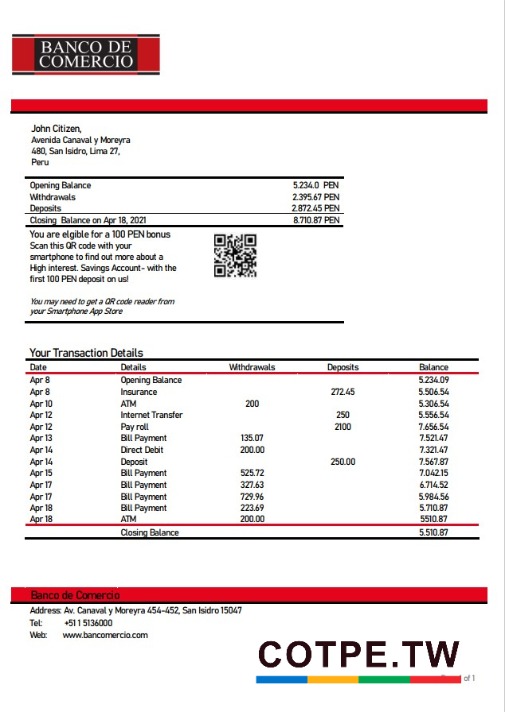 BANCO DE
COMERCIO
John Citizen,
Avenida Canaval y Moreyra
480, San Isidro, Lima 27,
Peru
Opening Balance 5.234.0 PEN
Withdrawals 2.395.67 PEN
Deposits 2.872.45 PEN
Closing Balance on Apr 18, 2021 8.710.87 PEN
You are elgible for a 100 PEN bonus
Scan this QR code with your
smartphone to find out more about a
High interest. Savings Account- with the
first 100 PEN deposit on us!
You may need to get a QR code reader from
your Smartphone App Store
Your Transaction Details
Date Details Withdrawals Deposits Balance
Apr 8 Opening Balance 5.234.09
Apr 8 Insurance 272.45 5.506.54
Apr 10 ATM 200 5.306.54
Apr 12 Internet Transfer 250 5.556.54
Apr 12 Pay roll 2100 7.656.54
Apr 13 Bill Payment 135.07 7.521.47
Apr 14 Direct Debit 200.00 7.321.47
Apr 14 Deposit 250.00 7.567.87
Apr 15 Bill Payment 525.72 7.042.15
Apr 17 Bill Payment 327.63 6.714.52
Apr 17 Bill Payment 729.96 5.984.56
Apr 18 Bill Payment 223.69 5.710.87
Apr 18 ATM 200.00 5510.87
Closing Balance 5.510.87
Banco de Comercio
Address: Av. Canaval y Moreyra 454-452, San Isidro 15047
Tel: +51 1 5136000
Web: www.bancomercio.com
COTPE.TW
of 1